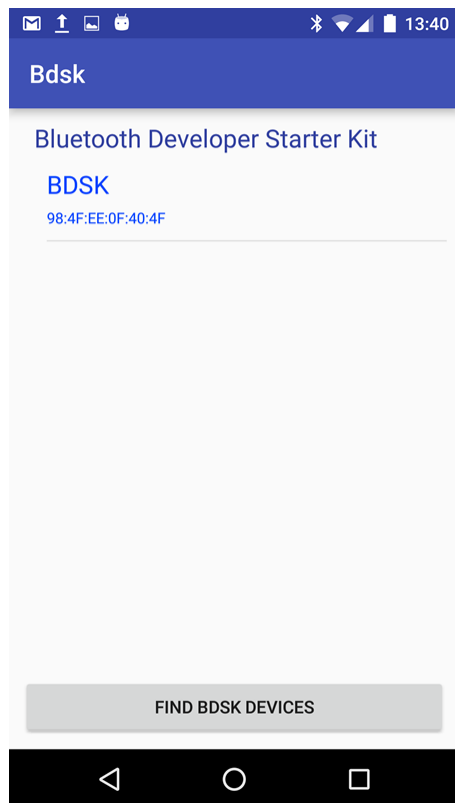 13:40
Bdsk
Bluetooth Developer Starter Kit
BDSK
98:4F:EE:0F:40:4F
FIND BDSK DEVICES